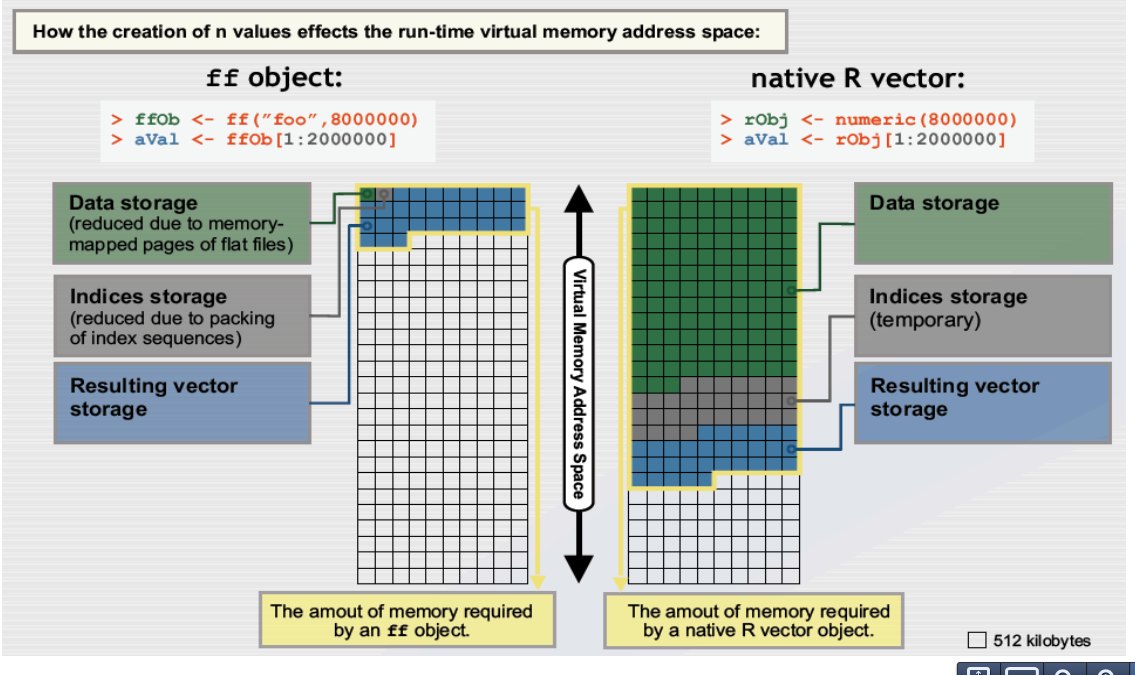 How the creation of n values effects the run-time virtual memory address space:
ff object:
> ffOb <- ff("foo",8000000)
> aVal <- ffOb[1:2000000]
Data storage
(reduced due to memory-
mapped pages of flat files)
Indices storage
(reduced due to packing
of index sequences)
Resulting vector
storage
The amout of memory required
by an ff object.
Virtual Memory Address Space
native R vector:
> rObj <- numeric(8000000)
> aVal <- rObj[1:2000000]
Data storage
Indices storage
(temporary)
Resulting vector
storage
The amout of memory required
by a native R vector object.
512 kilobytes